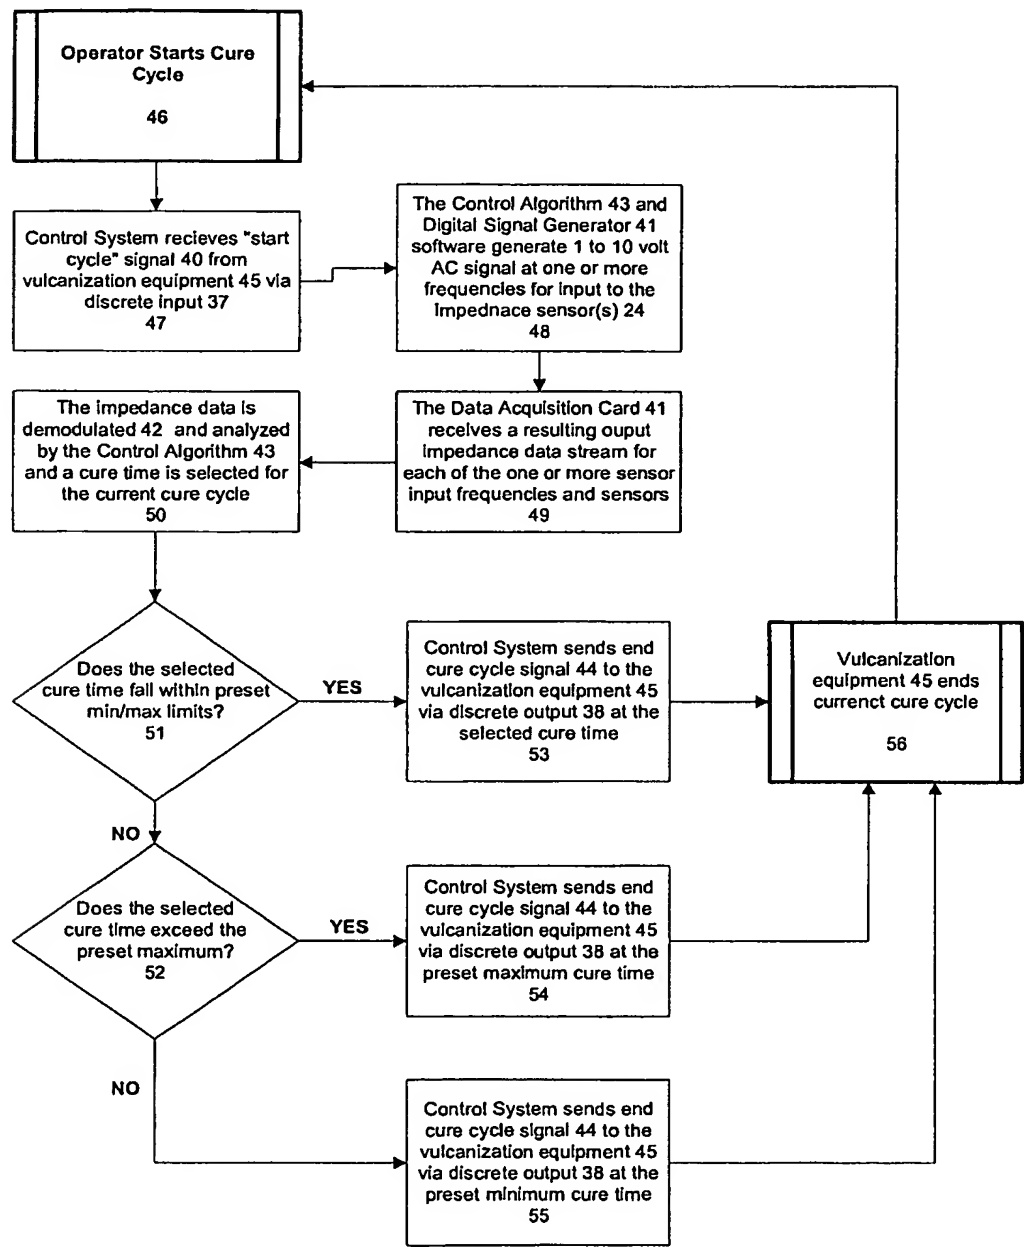 Operator Starts Cure
Cycle
46
Control System recieves "start
cycle" signal 40 from
vulcanization equipment 45 via
discrete input 37
47
The Control Algorithm 43 and
Digital Signal Generator 41
software generate 1 to 10 volt
AC signal at one or more
frequencies for input to the
Impednace sensor(s) 24
48
The Data Acquisition Card 41
receives a resulting ouput
impedance data stream for
each of the one or more sensor
input frequencies and sensors
49
The impedance data is
demodulated 42 and analyzed
by the Control Algorithm 43
and a cure time is selected for
the current cure cycle
50
Does the selected
cure time fall within preset
min/max limits?
51
YES
Control System sends end
cure cycle signal 44 to the
vulcanization equipment 45
via discrete output 38 at the
selected cure time
53
Vulcanization
equipment 45 ends
currenct cure cycle
56
NO
Does the selected
cure time exceed the
preset maximum?
52
YES
Control System sends end
cure cycle signal 44 to the
vulcanization equipment 45
via discrete output 38 at the
preset maximum cure time
54
NO
Control System sends end
cure cycle signal 44 to the
vulcanization equipment 45
via discrete output 38 at the
preset minimum cure time
55